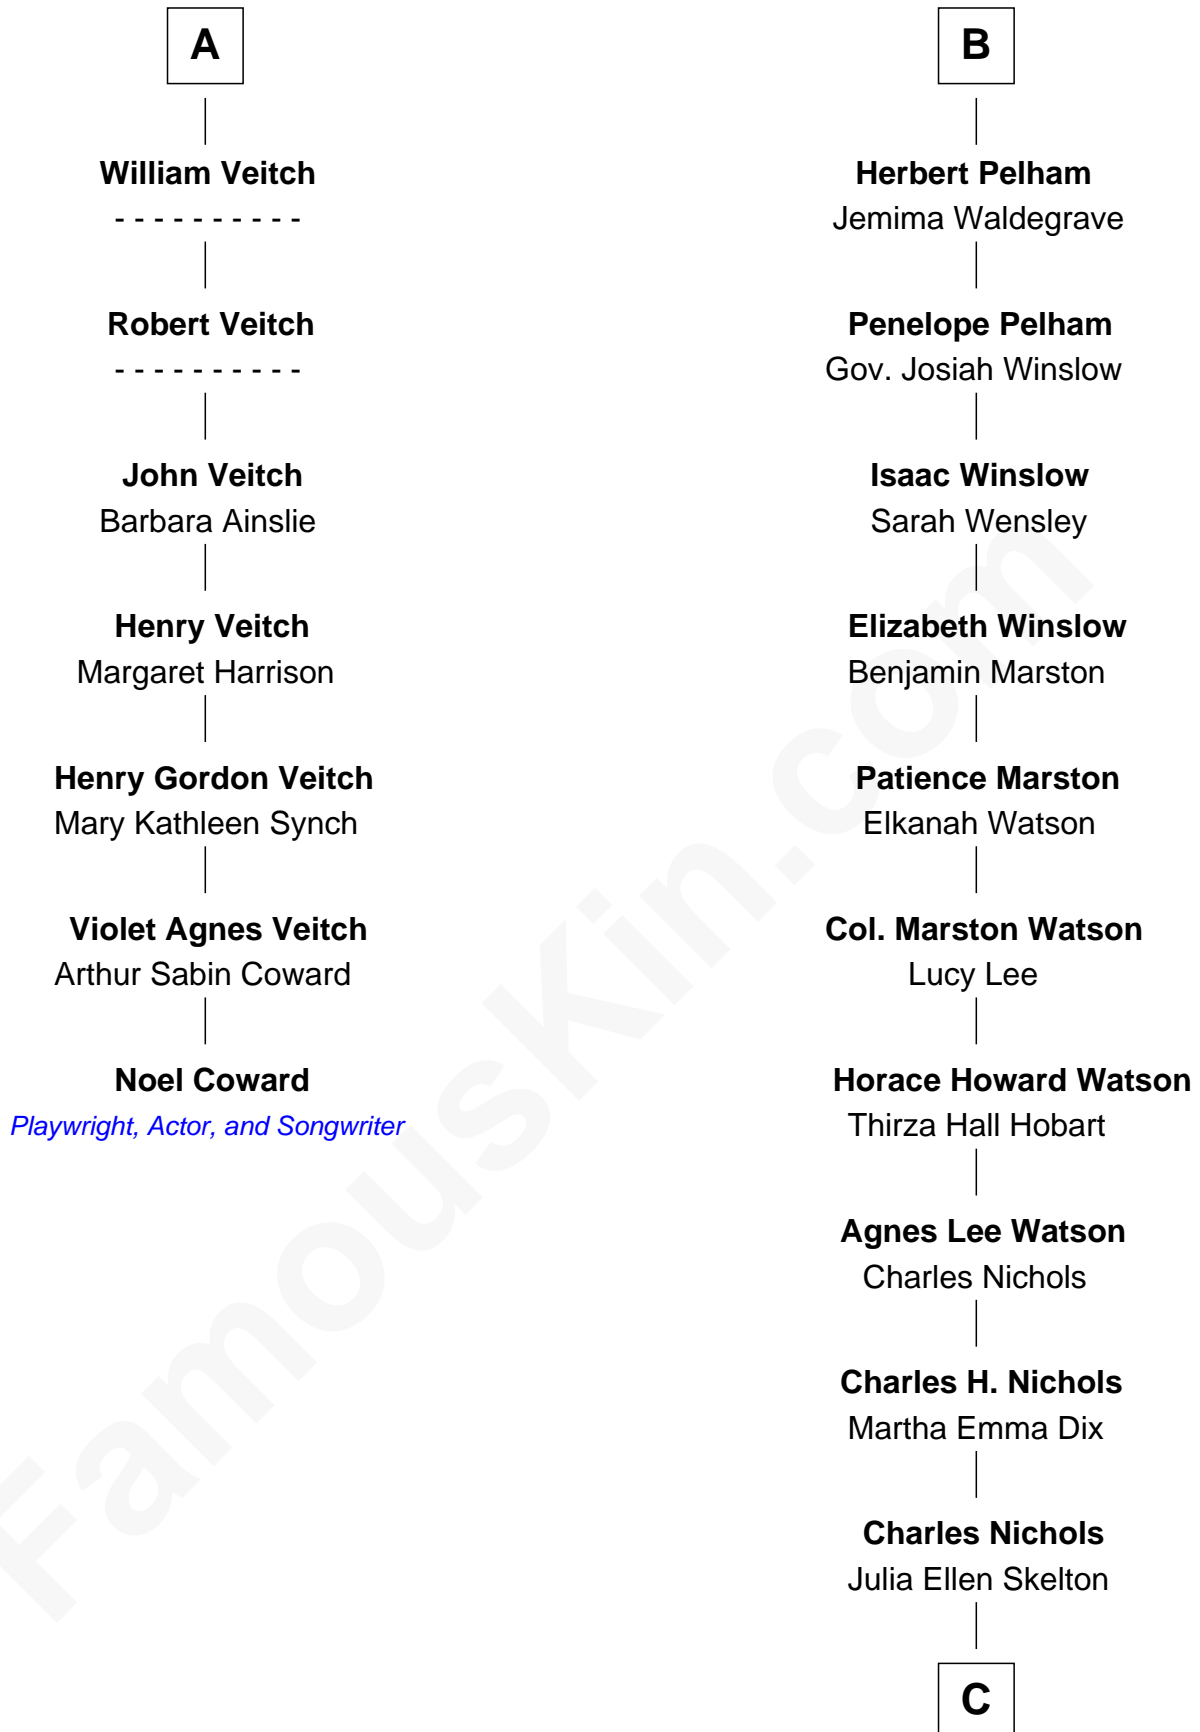 A
William Veitch
- - - - - - - - - -
Robert Veitch
- - - - - - - - - -
John Veitch
Barbara Ainslie
Henry Veitch
Margaret Harrison
Henry Gordon Veitch
Mary Kathleen Synch
Violet Agnes Veitch
Arthur Sabin Coward
Noel Coward
Playwright, Actor, and Songwriter
B
Herbert Pelham
Jemima Waldegrave
Penelope Pelham
Gov. Josiah Winslow
Isaac Winslow
Sarah Wensley
Elizabeth Winslow
Benjamin Marston
Patience Marston
Elkanah Watson
Col. Marston Watson
Lucy Lee
Horace Howard Watson
Thirza Hall Hobart
Agnes Lee Watson
Charles Nichols
Charles H. Nichols
Martha Emma Dix
Charles Nichols
Julia Ellen Skelton
C
FamousKin.com